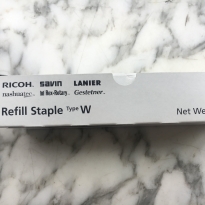 RICOH. savin LANIER
nashuatec. Rex-Rotary. Gestetner.
Refill Staple Type W Net We